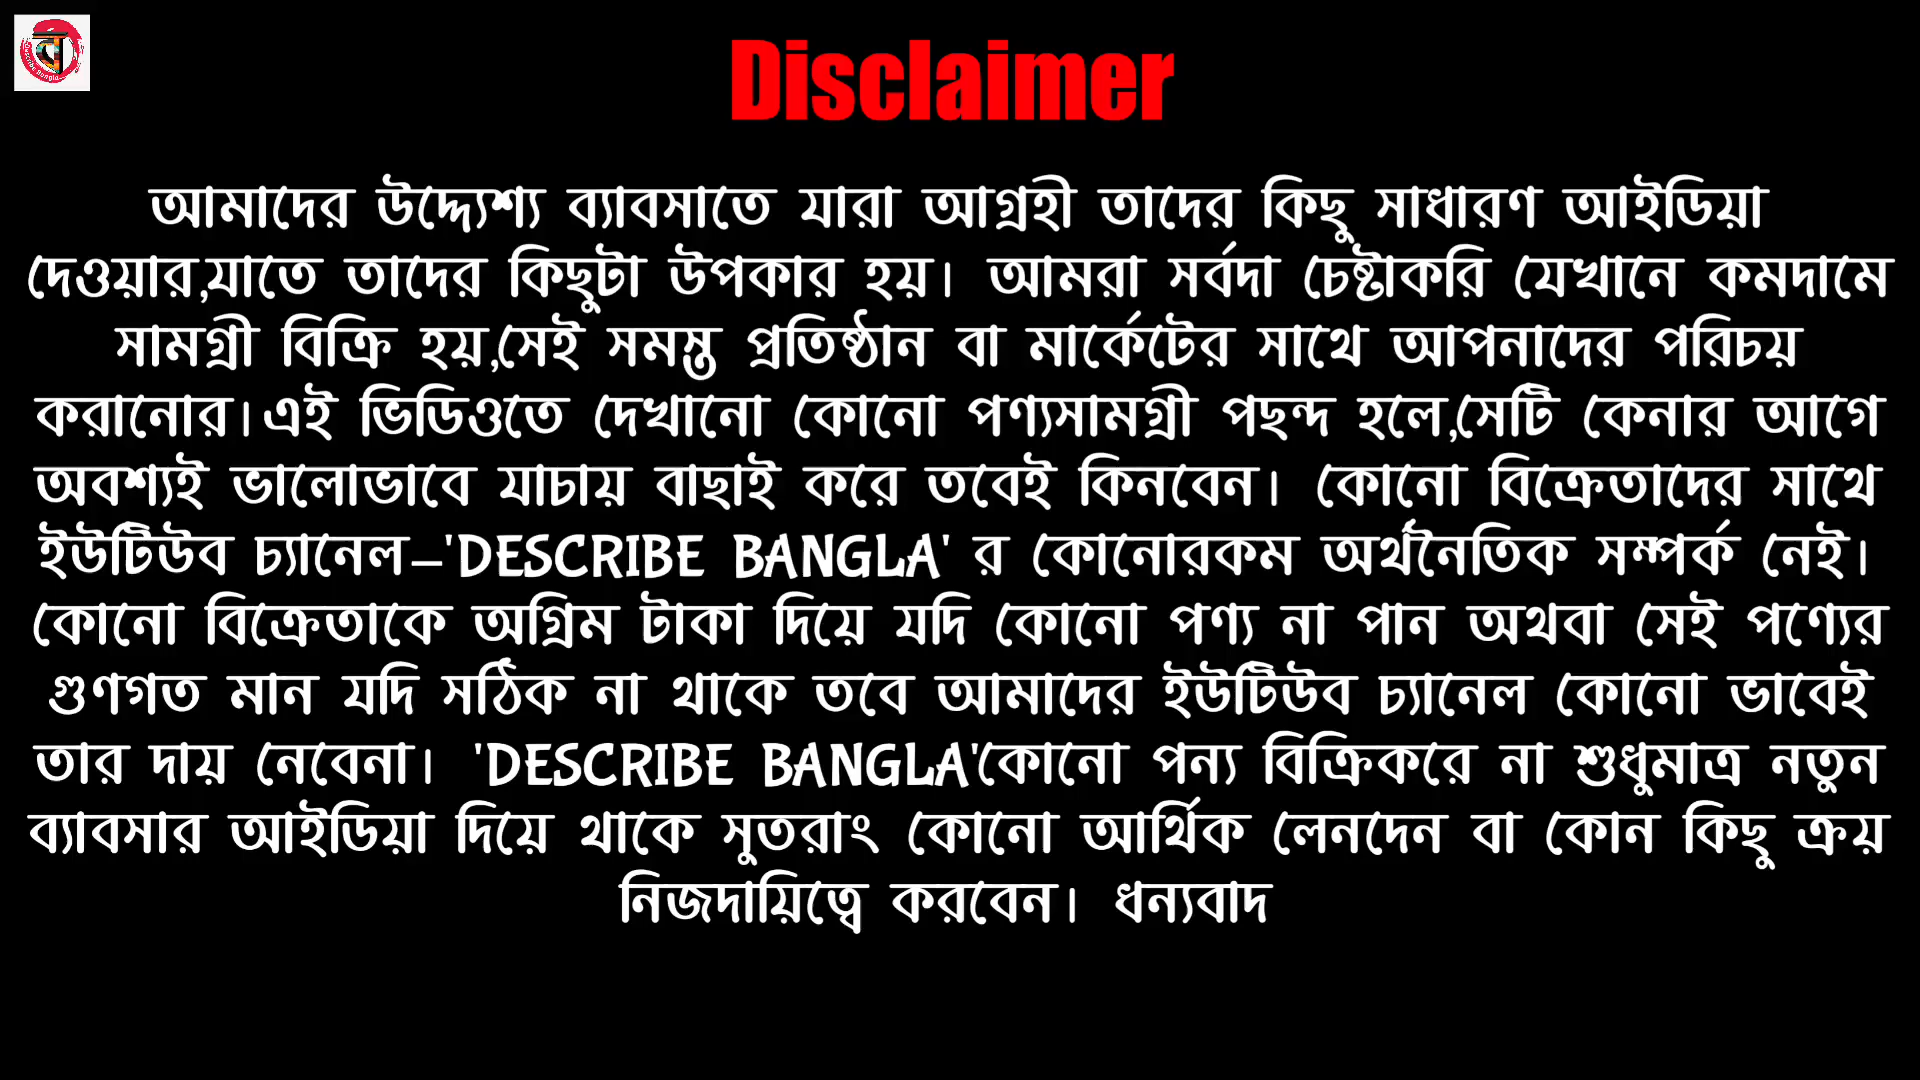 Disclaimer
আমাদের উদ্দ্যেশ্য ব্যাবসাতে যারা আগ্রহী তাদের কিছু সাধারণ আইডিয়া
দেওয়ার,যাতে তাদের কিছুটা উপকার হয়। আমরা সর্বদা চেষ্টাকরি যেখানে কমদামে
সামগ্রী বিক্রি হয়,সেই সমস্ত প্রতিষ্ঠান বা মার্কেটের সাথে আপনাদের পরিচয়
করানোর। এই ভিডিওতে দেখানো কোনো পণ্যসামগ্রী পছন্দ হলে,সেটি কেনার আগে
অবশ্যই ভালোভাবে যাচায় বাছাই করে তবেই কিনবেন। কোনো বিক্রেতাদের সাথে
ইউটিউব চ্যানেল–'DESCRIBE BANGLA' র কোনোরকম অর্থনৈতিক সম্পর্ক নেই।
কোনো বিক্রেতাকে অগ্রিম টাকা দিয়ে যদি কোনো পণ্য না পান অথবা সেই পণ্যের
গুণগত মান যদি সঠিক না থাকে তবে আমাদের ইউটিউব চ্যানেল কোনো ভাবেই
তার দায় নেবেনা। 'DESCRIBE BANGLA'কোনো পন্য বিক্রিকরে না শুধুমাত্র নতুন
ব্যাবসার আইডিয়া দিয়ে থাকে সুতরাং কোনো আর্থিক লেনদেন বা কোন কিছু ক্রয়
নিজদায়িত্বে করবেন। ধন্যবাদ